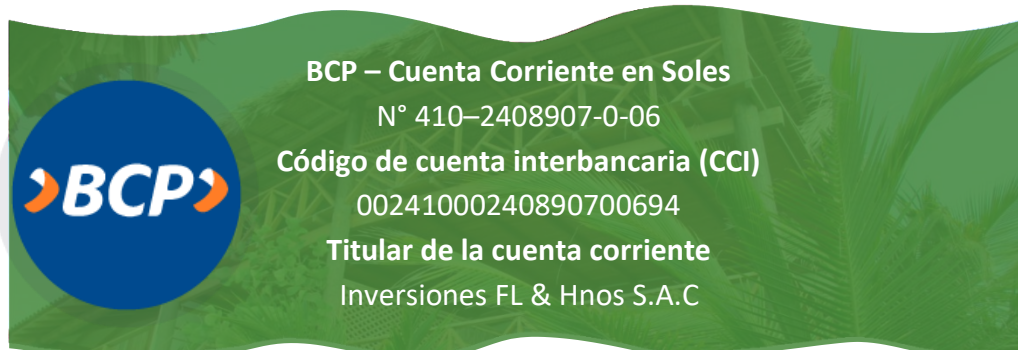 BCP – Cuenta Corriente en Soles
N° 410–2408907-0-06
Código de cuenta interbancaria (CCI)
BCP
00241000240890700694
Titular de la cuenta corriente
Inversiones FL & Hnos S.A.C